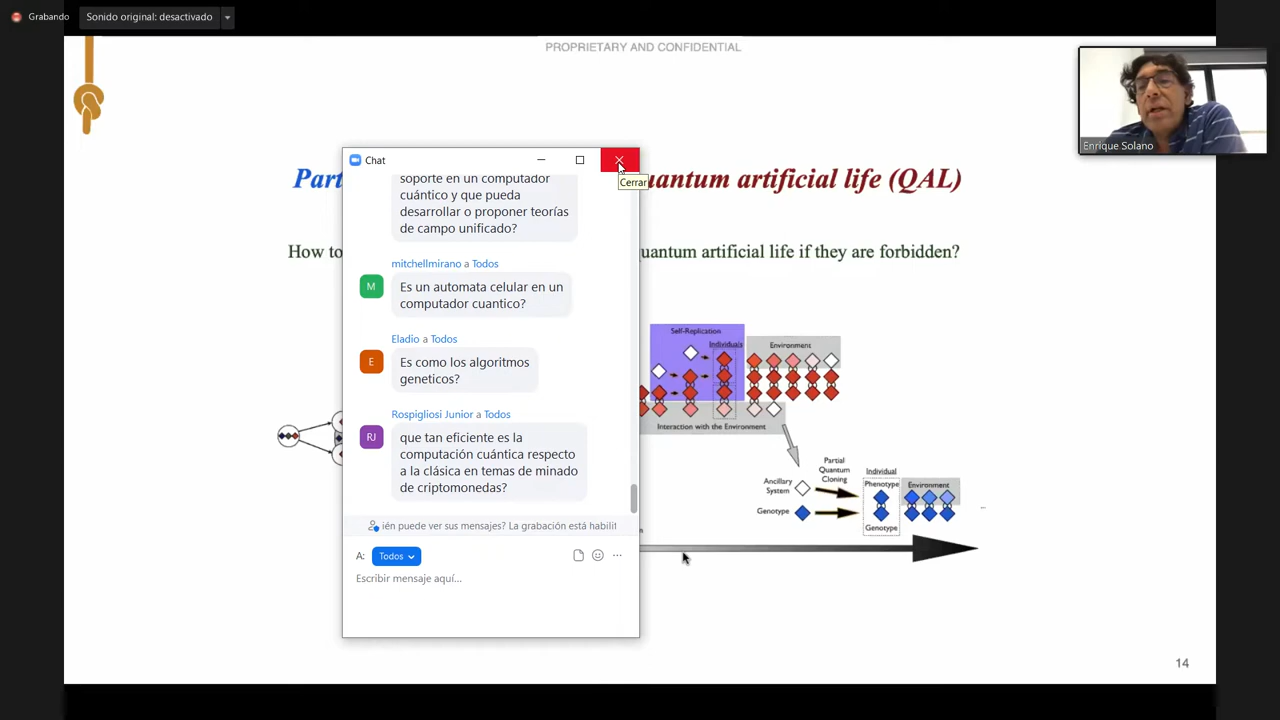 Grabando
Sonido original: desactivado
PROPRIETARY AND CONFIDENTIAL
Enrique Solano
Chat
Cerrar
uantum artificial life (QAL)
How to
uantum artificial life if they are forbidden?
soporte en un computador
cuántico y que pueda
desarrollar o proponer teorías
de campo unificado?
mitchellmirano a Todos
M
Es un automata celular en un
computador cuantico?
Eladio a Todos
E
Es como los algoritmos
geneticos?
Rospigliosi Junior a Todos
RJ
que tan eficiente es la
computación cuántica respecto
a la clásica en temas de minado
de criptomonedas?
ién puede ver sus mensajes? La grabación está habilit
A: Todos
Escribir mensaje aquí...
Self-Replication
Individuals
Environment
Interaction with the Environment
Ancillary
System
Genotype
Partial
Quantum
Cloning
Individual
Phenotype
Genotype
Environment
14